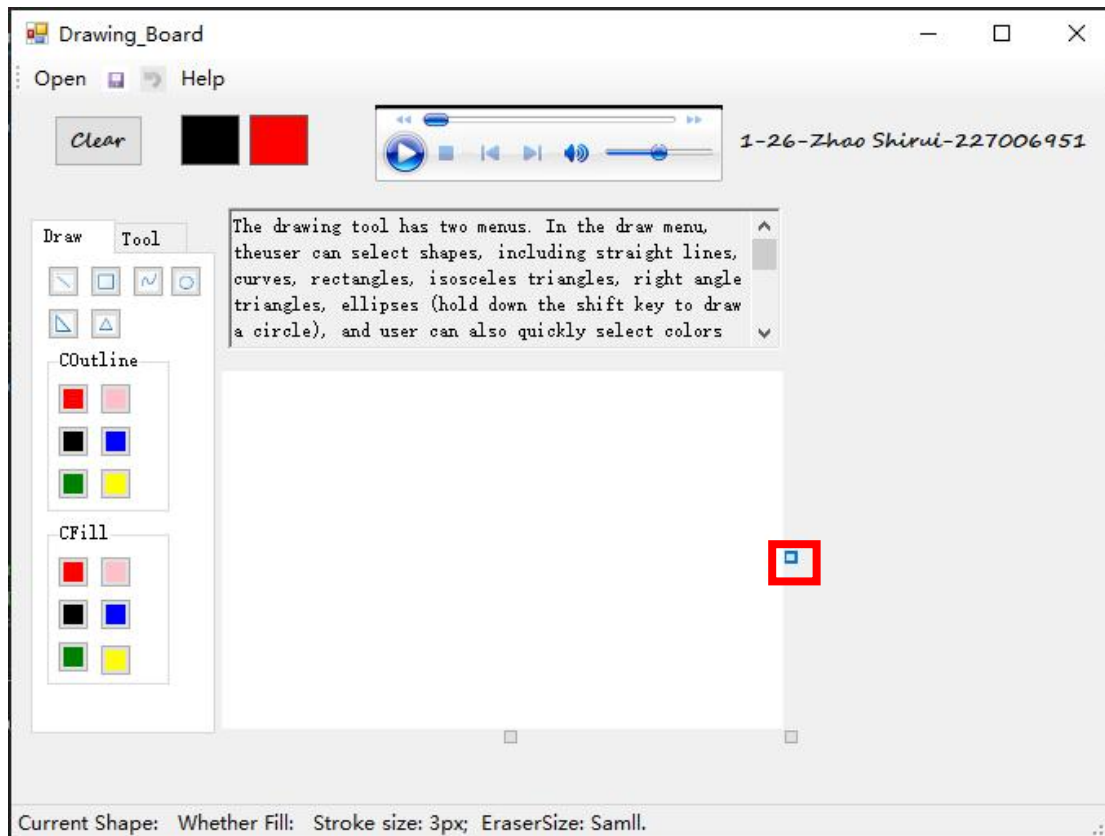 Drawing_Board
Open Help
Clear
1-26-Zhao Shirui-227006951
Draw Tool
The drawing tool has two menus. In the draw menu,
theuser can select shapes, including straight lines,
curves, rectangles, isosceles triangles, right angle
triangles, ellipses (hold down the shift key to draw
a circle), and user can also quickly select colors
COutline
CFill
Current Shape: Whether Fill: Stroke size: 3px; EraserSize: Samll.